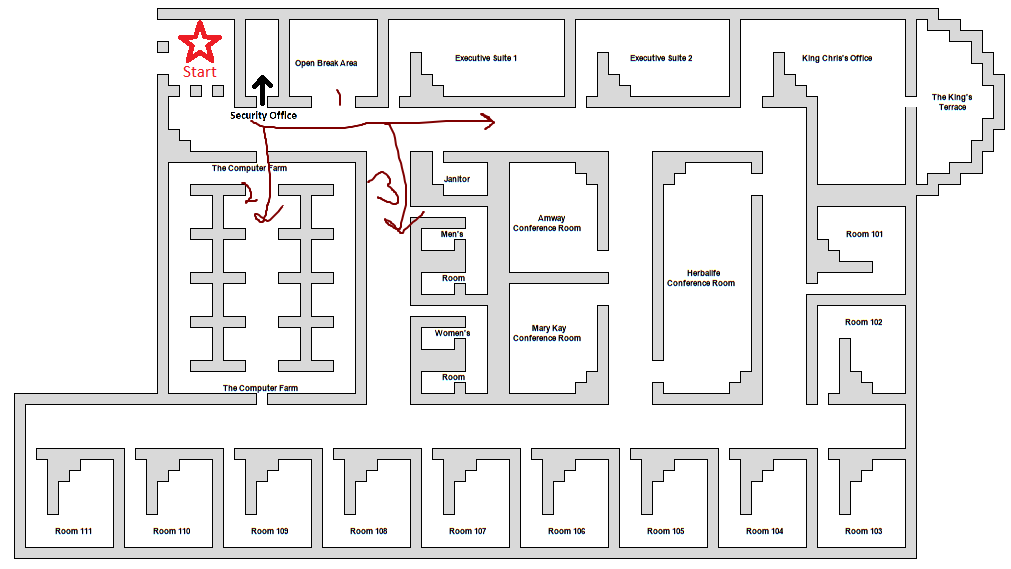 Start
Open Break Area
Executive Suite 1
Executive Suite 2
King Chris's Office
The King's
Terrace
1
Security Office
The Computer Farm
2
3
Janitor
Men's
Room
Amway
Conference Room
Herbalife
Conference Room
Room 101
Women's
Room
Mary Kay
Conference Room
Room 102
The Computer Farm
Room 111
Room 110
Room 109
Room 108
Room 107
Room 106
Room 105
Room 104
Room 103